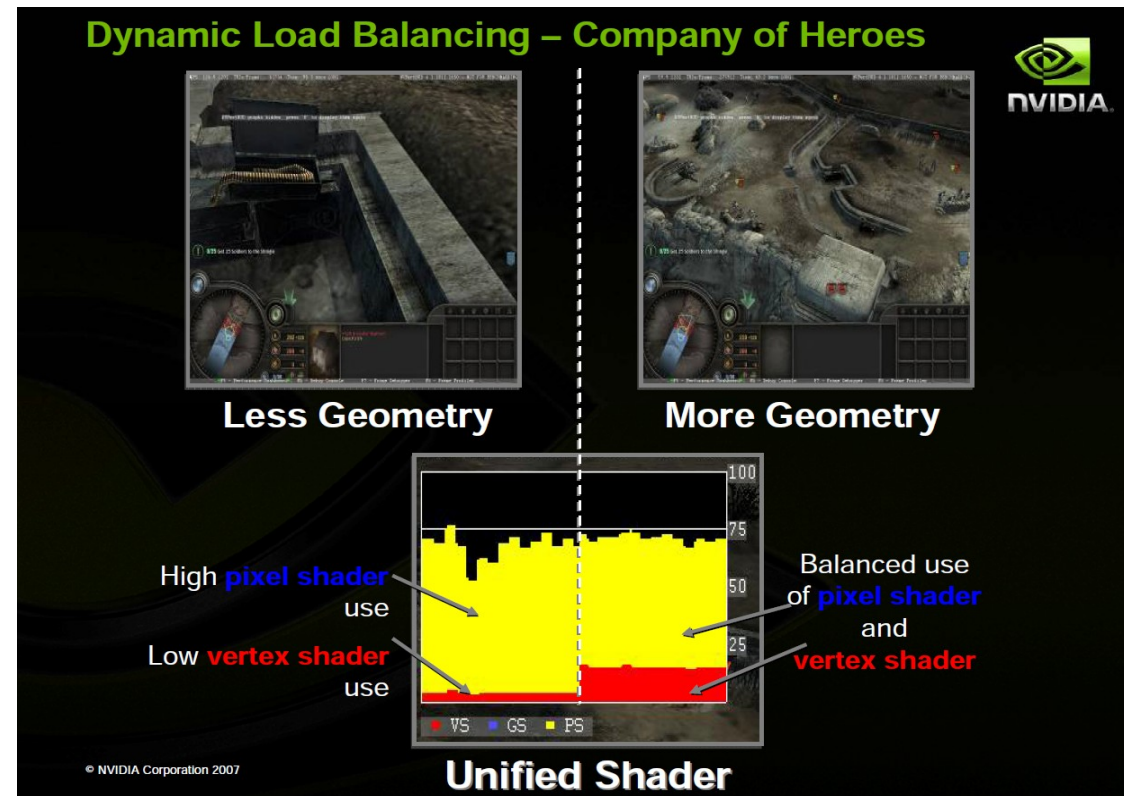 Dynamic Load Balancing – Company of Heroes
NVIDIA.
Less Geometry
More Geometry
100
75
50
25
High pixel shader
use
Low vertex shader
use
Balanced use
of pixel shader
and
vertex shader
VS GS PS
© NVIDIA Corporation 2007
Unified Shader